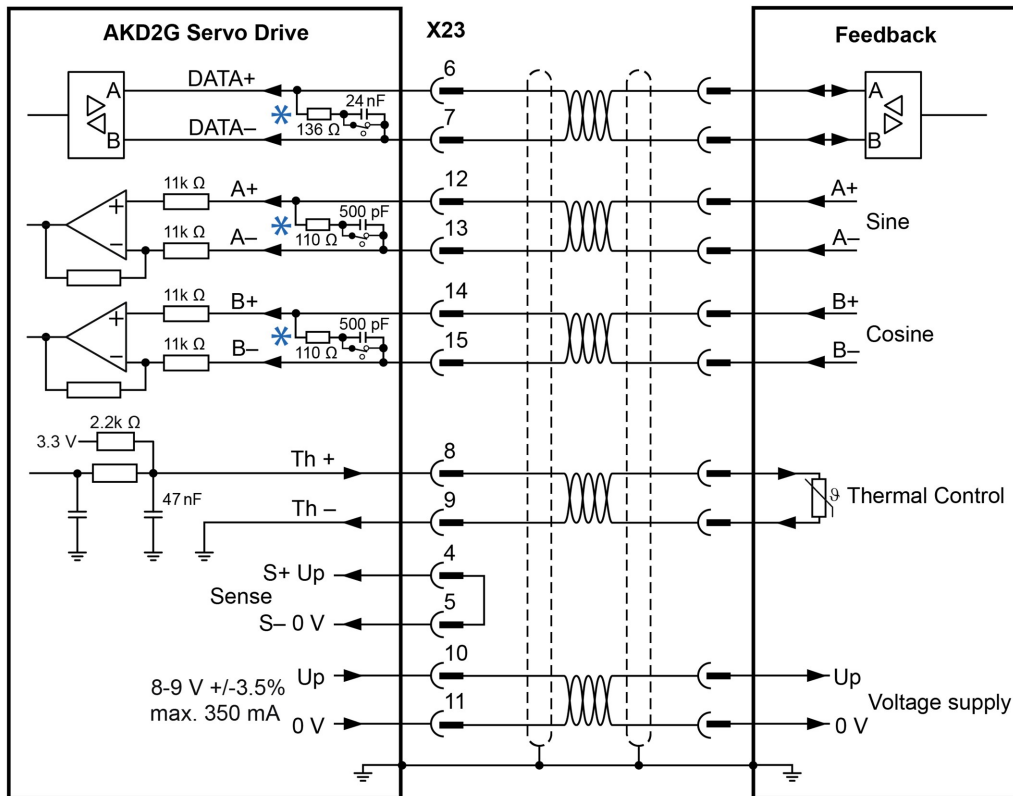 AKD2G Servo Drive
X23
Feedback
DATA+
6
A
24 nF
A
*
136 Ω
7
DATA–
B
B
11k Ω
A+
12
A+
500 pF
*
Sine
110 Ω
13
11k Ω
A–
A–
+
–
11k Ω
B+
14
B+
500 pF
*
Cosine
110 Ω
15
11k Ω
B–
B–
+
–
2.2k Ω
3.3 V
Th +
8
47 nF
ϑ Thermal Control
Th –
9
S+ Up
4
Sense
S– 0 V
5
8-9 V +/-3.5%
max. 350 mA
Up
10
Up
Voltage supply
0 V
11
0 V